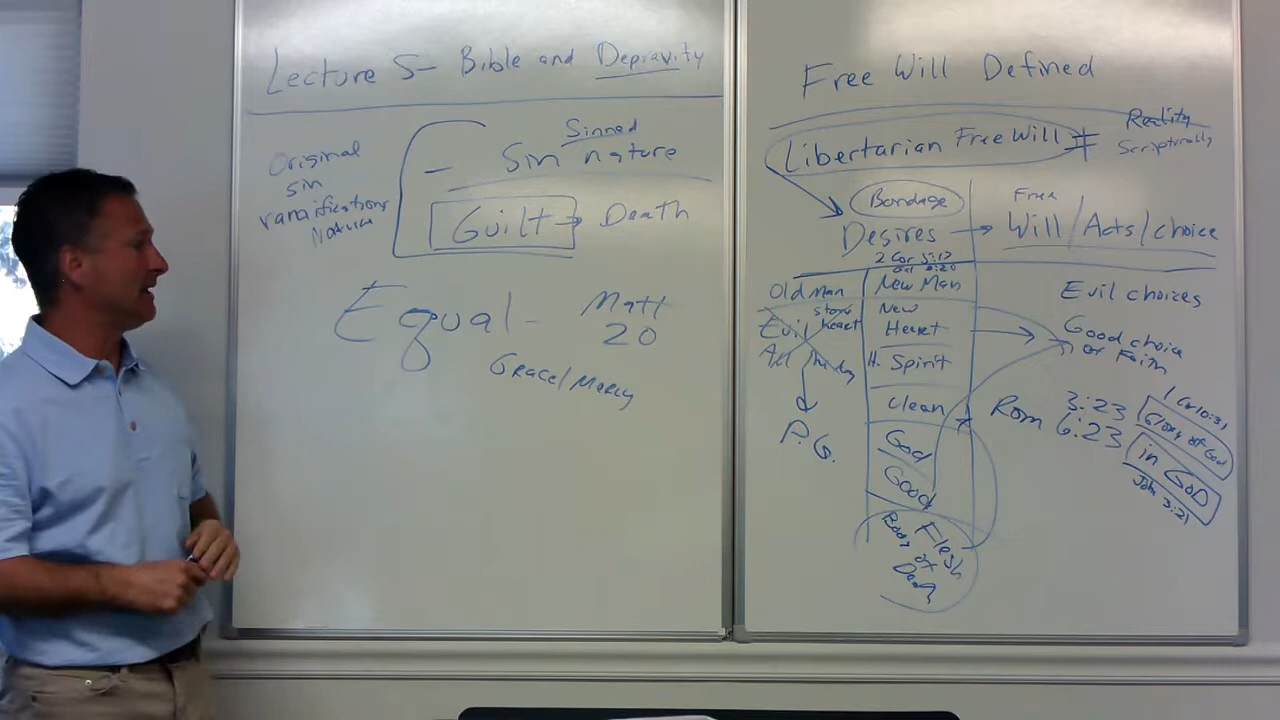 Lecture 5- Bible and Depravity
Original
sin
ramifications
Nature
Sinned
- Sin nature
Guilt → Death
Equal - Matt
20
Grace/Mercy
Free Will Defined
Libertarian Free Will ≠ Reality
Scripturally
Bondage
Free
Desires → Will/Acts/choice
2 Cor 5:17
Old man New Man
Evil choices
stone
heart
Evil
All the day
New
Heart
Good choice
of Faith
H. Spirit
Clean
P.G.
God
Good
Flesh
Body of
Death
Rom 3:23
6:23
1 Cor 10:31
Glory of God
in GOD
John 3:21